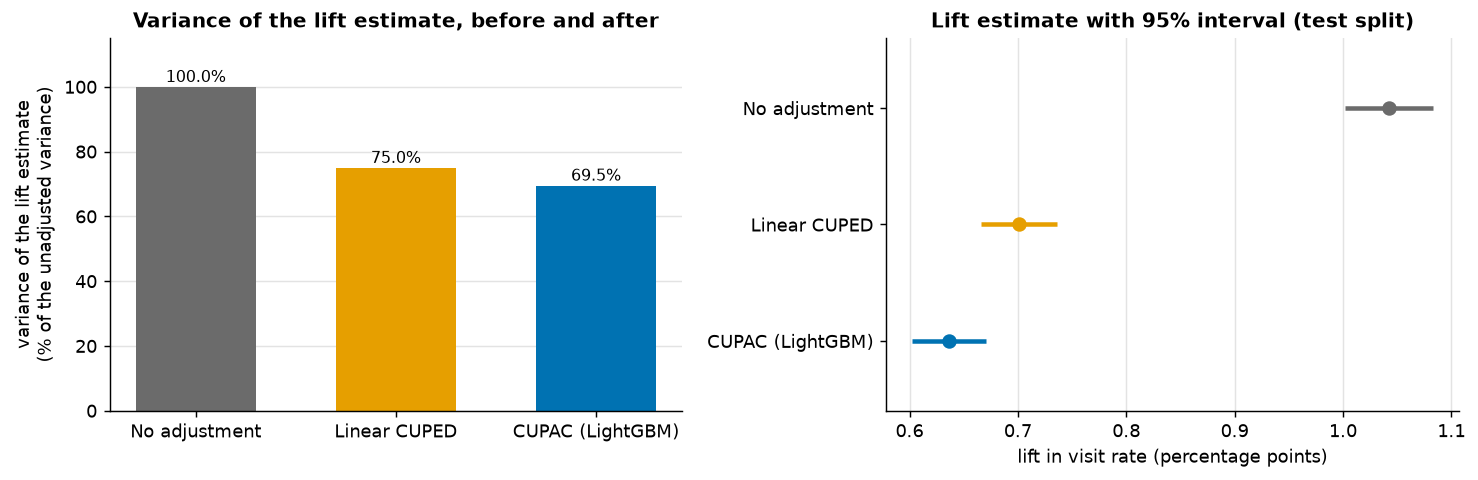 Variance of the lift estimate, before and after
variance of the lift estimate
(% of the unadjusted variance)
100
80
60
40
20
0
100.0%
75.0%
69.5%
No adjustment
Linear CUPED
CUPAC (LightGBM)
Lift estimate with 95% interval (test split)
No adjustment
Linear CUPED
CUPAC (LightGBM)
0.6
0.7
0.8
0.9
1.0
1.1
lift in visit rate (percentage points)